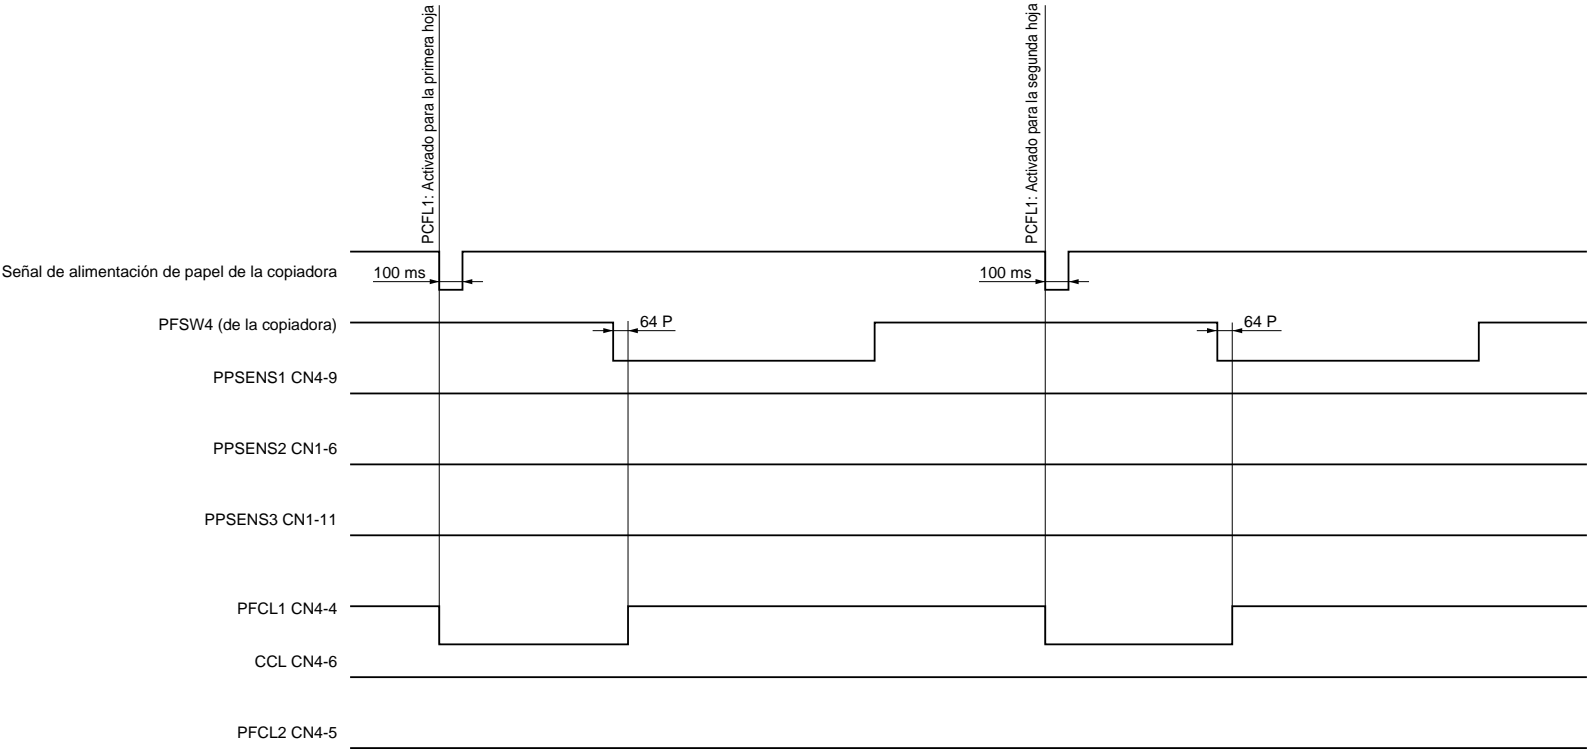 PCFL1: Activado para la primera hoja
PCFL1: Activado para la segunda hoja
Señal de alimentación de papel de la copiadora
100 ms
100 ms
PFSW4 (de la copiadora)
64 P
64 P
PPSENS1 CN4-9
PPSENS2 CN1-6
PPSENS3 CN1-11
PFCL1 CN4-4
CCL CN4-6
PFCL2 CN4-5